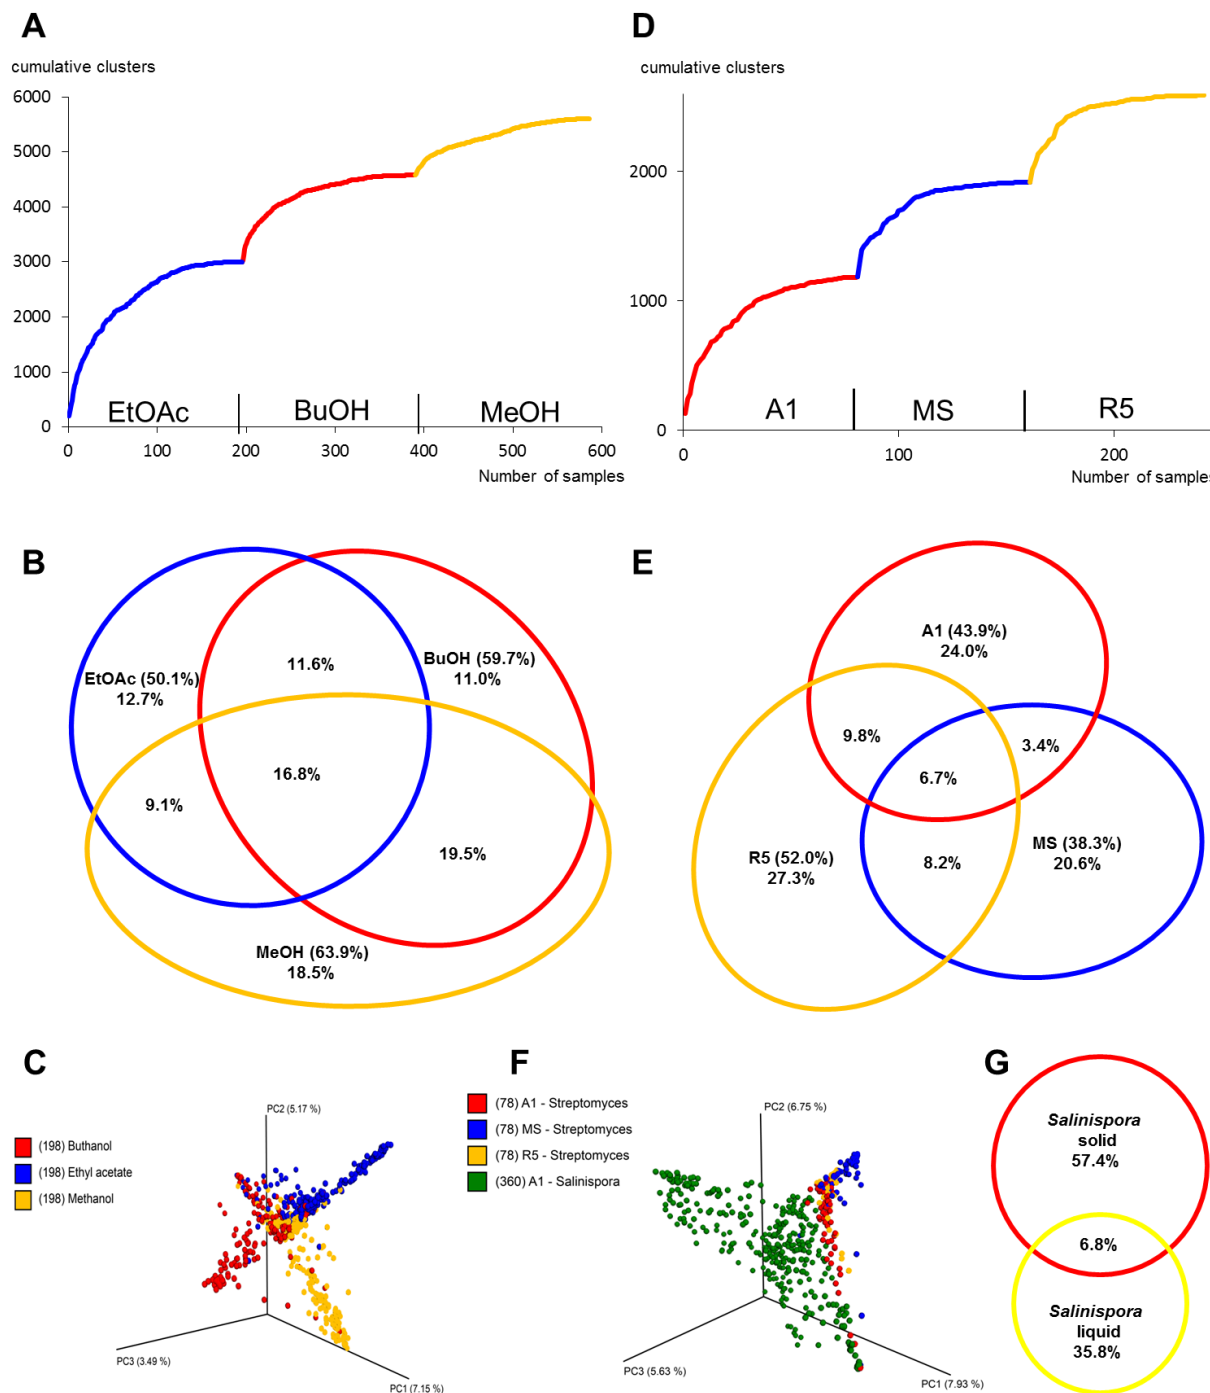 A
cumulative clusters
6000
5000
4000
3000
2000
1000
0
EtOAc
BuOH
MeOH
0
100
200
300
400
500
600
Number of samples
D
cumulative clusters
2000
1000
0
A1
MS
R5
0
100
200
Number of samples
B
EtOAc (50.1%)
12.7%
11.6%
BuOH (59.7%)
11.0%
16.8%
9.1%
19.5%
MeOH (63.9%)
18.5%
E
A1 (43.9%)
24.0%
9.8%
3.4%
6.7%
R5 (52.0%)
27.3%
8.2%
MS (38.3%)
20.6%
C
(198) Buthanol
(198) Ethyl acetate
(198) Methanol
PC2 (5.17 %)
PC3 (3.49 %)
PC1 (7.15 %)
F
(78) A1 - Streptomyces
(78) MS - Streptomyces
(78) R5 - Streptomyces
(360) A1 - Salinispora
PC2 (6.75 %)
PC3 (5.63 %)
PC1 (7.93 %)
G
Salinispora
solid
57.4%
6.8%
Salinispora
liquid
35.8%